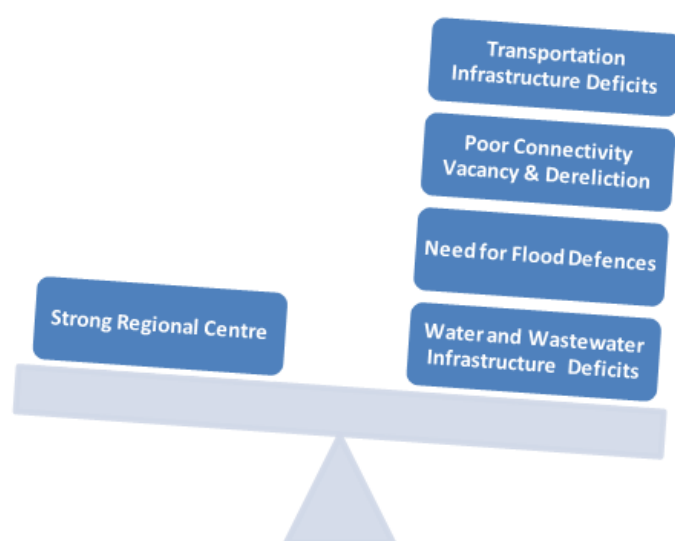 Transportation
Infrastructure Deficits
Poor Connectivity
Vacancy & Dereliction
Need for Flood Defences
Strong Regional Centre
Water and Wastewater
Infrastructure Deficits